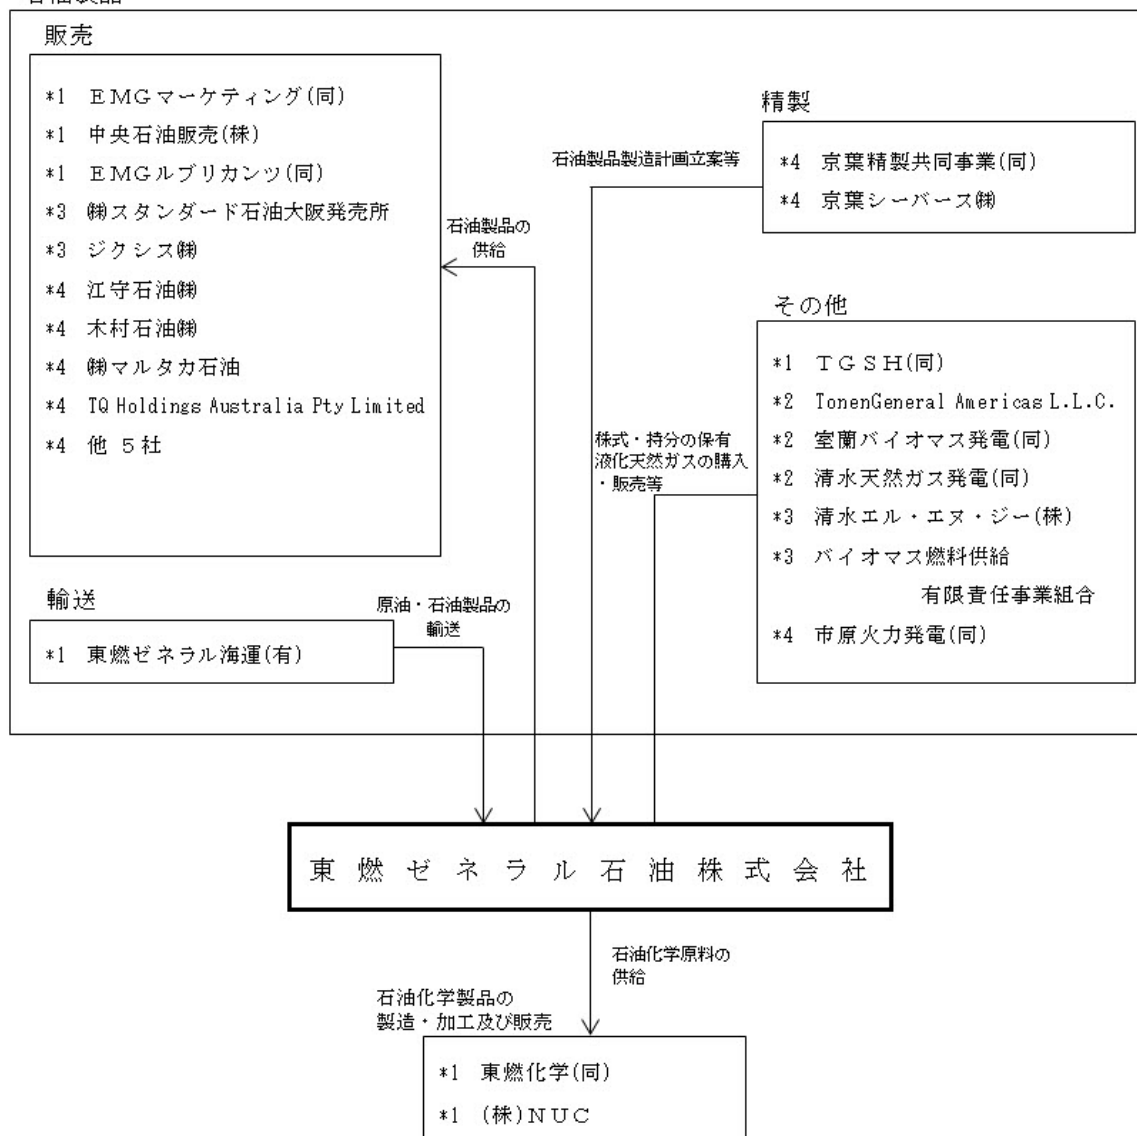 石油製品
販売
*1 ＥＭＧマーケティング(同)
*1 中央石油販売(株)
*1 ＥＭＧルブリカンツ(同)
*3 ㈱スタンダード石油大阪発売所
*3 ジクシス㈱
*4 江守石油㈱
*4 木村石油㈱
*4 ㈱マルタカ石油
*4 TQ Holdings Australia Pty Limited
*4 他 5社
石油製品の
供給
輸送
*1 東燃ゼネラル海運(有)
原油・石油製品の
輸送
精製
*4 京葉精製共同事業(同)
*4 京葉シーバース㈱
石油製品製造計画立案等
その他
*1 ＴＧＳＨ(同)
*2 TonenGeneral Americas L.L.C.
*2 室蘭バイオマス発電(同)
*2 清水天然ガス発電(同)
*3 清水エル・エヌ・ジー(株)
*3 バイオマス燃料供給
有限責任事業組合
*4 市原火力発電(同)
株式・持分の保有
液化天然ガスの購入
・販売等
東燃ゼネラル石油株式会社
石油化学原料の
供給
石油化学製品の
製造・加工及び販売
*1 東燃化学(同)
*1 (株)ＮＵＣ